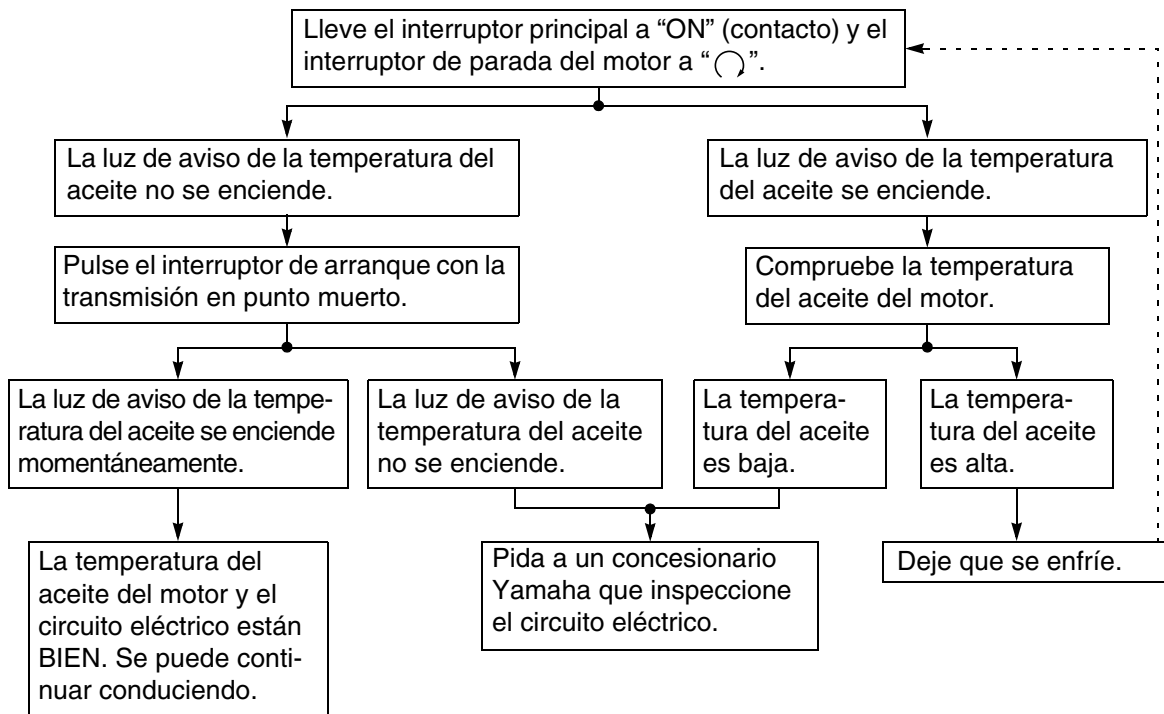 Lleve el interruptor principal a “ON” (contacto) y el
interruptor de parada del motor a “ ”.
La luz de aviso de la temperatura del
aceite no se enciende.
La luz de aviso de la temperatura
del aceite se enciende.
Pulse el interruptor de arranque con la
transmisión en punto muerto.
Compruebe la temperatura
del aceite del motor.
La luz de aviso de la tempe-
ratura del aceite se enciende
momentáneamente.
La luz de aviso de la
temperatura del aceite
no se enciende.
La tempera-
tura del aceite
es baja.
La tempera-
tura del aceite
es alta.
La temperatura del
aceite del motor y el
circuito eléctrico están
BIEN. Se puede conti-
nuar conduciendo.
Pida a un concesionario
Yamaha que inspeccione
el circuito eléctrico.
Deje que se enfríe.